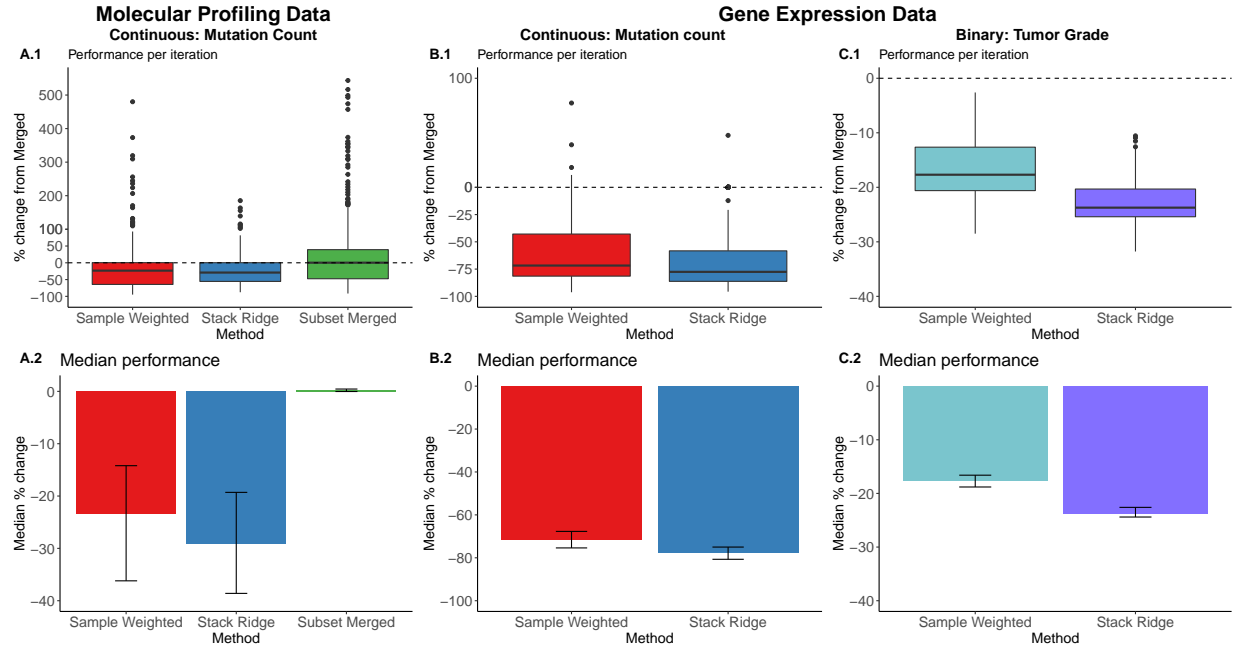 Molecular Profiling Data
Gene Expression Data
Continuous: Mutation Count
Continuous: Mutation count
Binary: Tumor Grade
A.1 Performance per iteration
% change from Merged
500
400
300
200
100
50
0
−50
−100
Sample Weighted Stack Ridge Subset Merged
Method
B.1 Performance per iteration
% change from Merged
100
75
50
25
0
−25
−50
−75
−100
Sample Weighted Stack Ridge
Method
C.1 Performance per iteration
% change from Merged
0
−10
−20
−30
−40
Sample Weighted Stack Ridge
Method
A.2 Median performance
Median % change
0
−10
−20
−30
−40
Sample Weighted Stack Ridge Subset Merged
Method
B.2 Median performance
Median % change
0
−20
−40
−60
−80
−100
Sample Weighted Stack Ridge
Method
C.2 Median performance
Median % change
0
−10
−20
−30
−40
Sample Weighted Stack Ridge
Method